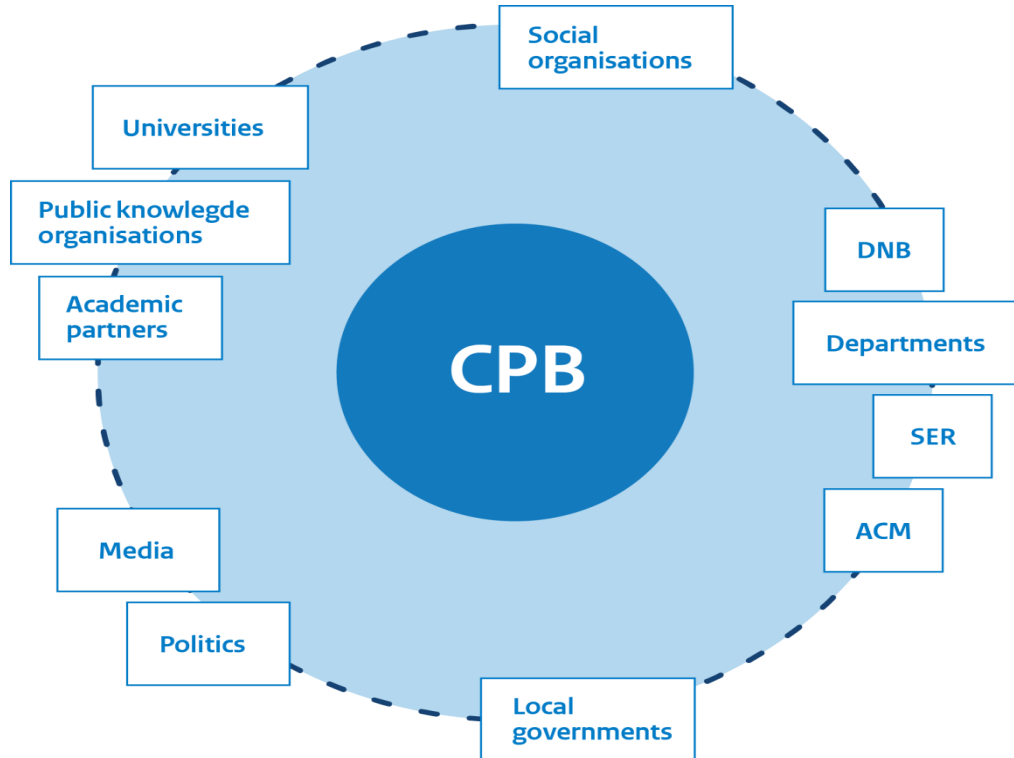 Social
organisations
Universities
Public knowlegde
organisations
DNB
Academic
partners
Departments
CPB
SER
ACM
Media
Politics
Local
governments